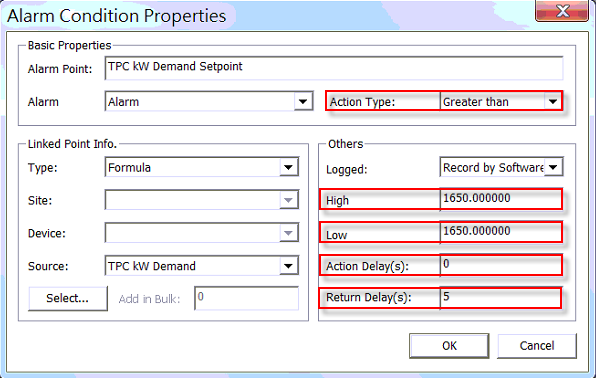 Alarm Condition Properties
Basic Properties
Alarm Point: TPC kW Demand Setpoint
Alarm Alarm Action Type: Greater than
Linked Point Info.
Type: Formula
Site:
Device:
Source: TPC kW Demand
Select... Add in Bulk: 0
Others
Logged: Record by Software
High 1650.000000
Low 1650.000000
Action Delay(s): 0
Return Delay(s): 5
OK Cancel